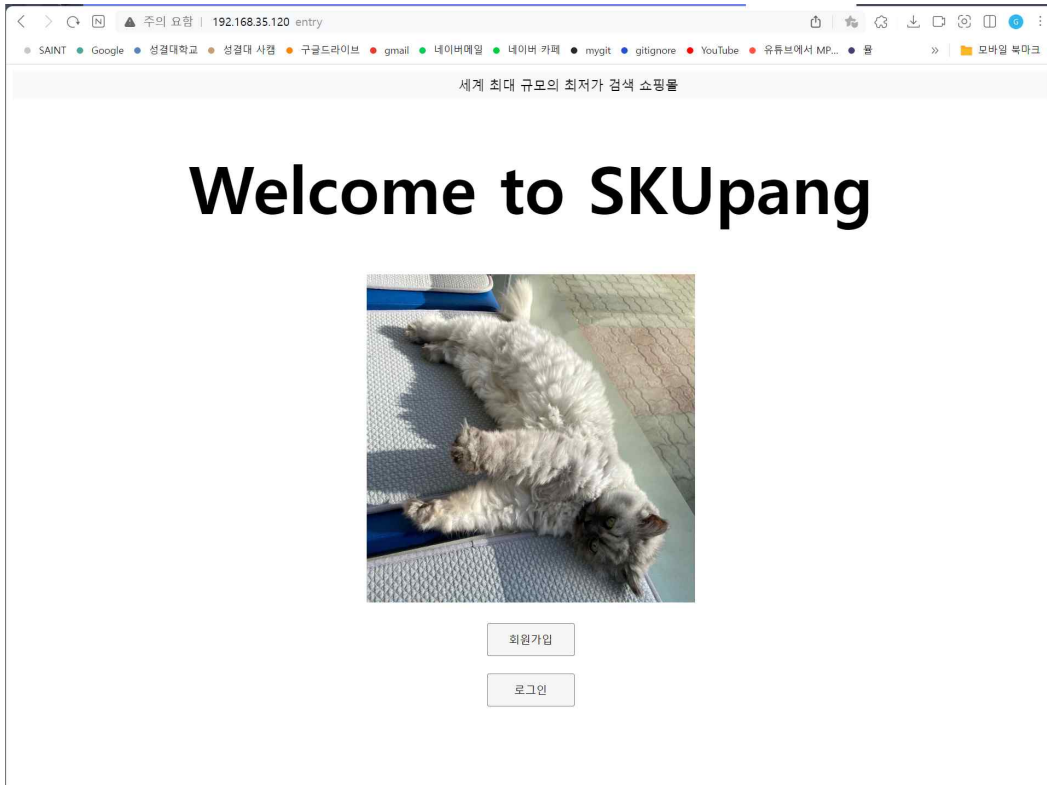 주의 요함 | 192.168.35.120 entry
SAINT Google 성결대학교 성결대 사캠 구글드라이브 gmail 네이버메일 네이버 카페 mygit gitignore YouTube 유튜브에서 MP... 율 » 모바일 북마크
세계 최대 규모의 최저가 검색 쇼핑몰
Welcome to SKUpang
회원가입
로그인